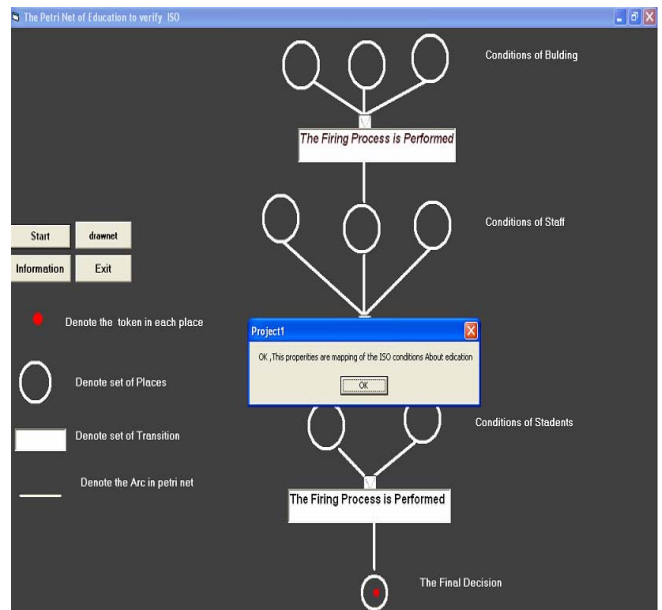 The Petri Net of Education to verify ISO
Conditions of Bulding
The Firing Process is Performed
Conditions of Staff
Start
drawnet
Information
Exit
Denote the token in each place
Project1
OK ,This properities are mapping of the ISO conditions About edcation
OK
Denote set of Places
Conditions of Stadents
Denote set of Transition
Denote the Arc in petri net
The Firing Process is Performed
The Final Decision